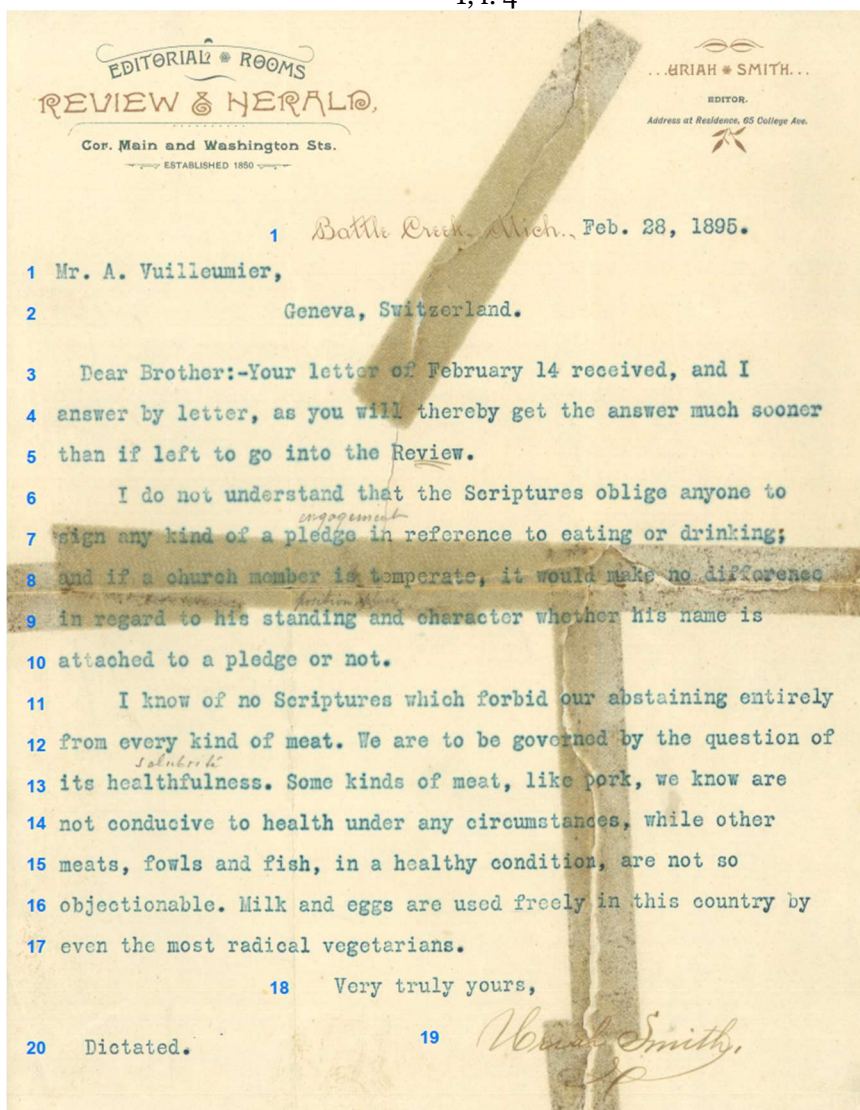 1, f. 4
EDITORIAL ROOMS
REVIEW & HERALD,
Cor. Main and Washington Sts.
ESTABLISHED 1850
...URIAH * SMITH...
EDITOR.
Address at Residence, 65 College Ave.
1 Battle Creek, Mich., Feb. 28, 1895.
1 Mr. A. Vuilleumier,
2 Geneva, Switzerland.
3 Dear Brother:-Your letter of February 14 received, and I
4 answer by letter, as you will thereby get the answer much sooner
5 than if left to go into the Review.
6 I do not understand that the Scriptures oblige anyone to
engagement
7 sign any kind of a pledge in reference to eating or drinking;
8 and if a church member is temperate, it would make no difference
position
9 in regard to his standing and character whether his name is
10 attached to a pledge or not.
11 I know of no Scriptures which forbid our abstaining entirely
12 from every kind of meat. We are to be governed by the question of
salubrité
13 its healthfulness. Some kinds of meat, like pork, we know are
14 not conducive to health under any circumstances, while other
15 meats, fowls and fish, in a healthy condition, are not so
16 objectionable. Milk and eggs are used freely in this country by
17 even the most radical vegetarians.
18 Very truly yours,
19 Uriah Smith,
20 Dictated.